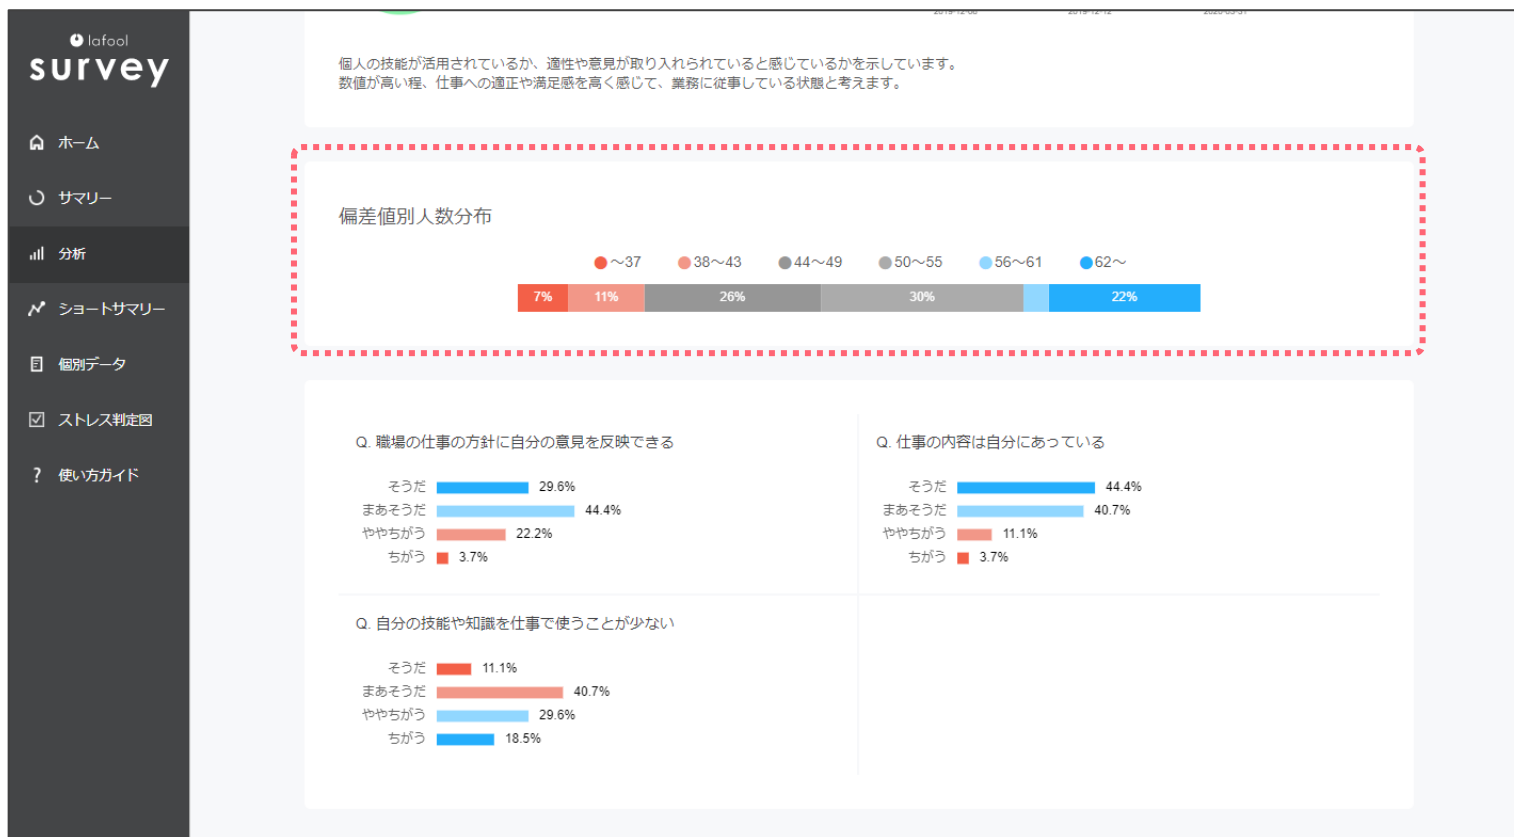 lafool
survey
ホーム
サマリー
分析
ショートサマリー
個別データ
ストレス判定図
? 使い方ガイド
個人の技能が活用されているか、適性や意見が取り入れられていると感じているかを示しています。
数値が高い程、仕事への適正や満足感を高く感じて、業務に従事している状態と考えます。
偏差値別人数分布
～37 38～43 44～49 50～55 56～61 62～
7% 11% 26% 30% 22%
Q. 職場の仕事の方針に自分の意見を反映できる
そうだ 29.6%
まあそうだ 44.4%
ややちがう 22.2%
ちがう 3.7%
Q. 仕事の内容は自分にあっている
そうだ 44.4%
まあそうだ 40.7%
ややちがう 11.1%
ちがう 3.7%
Q. 自分の技能や知識を仕事で使うことが少ない
そうだ 11.1%
まあそうだ 40.7%
ややちがう 29.6%
ちがう 18.5%